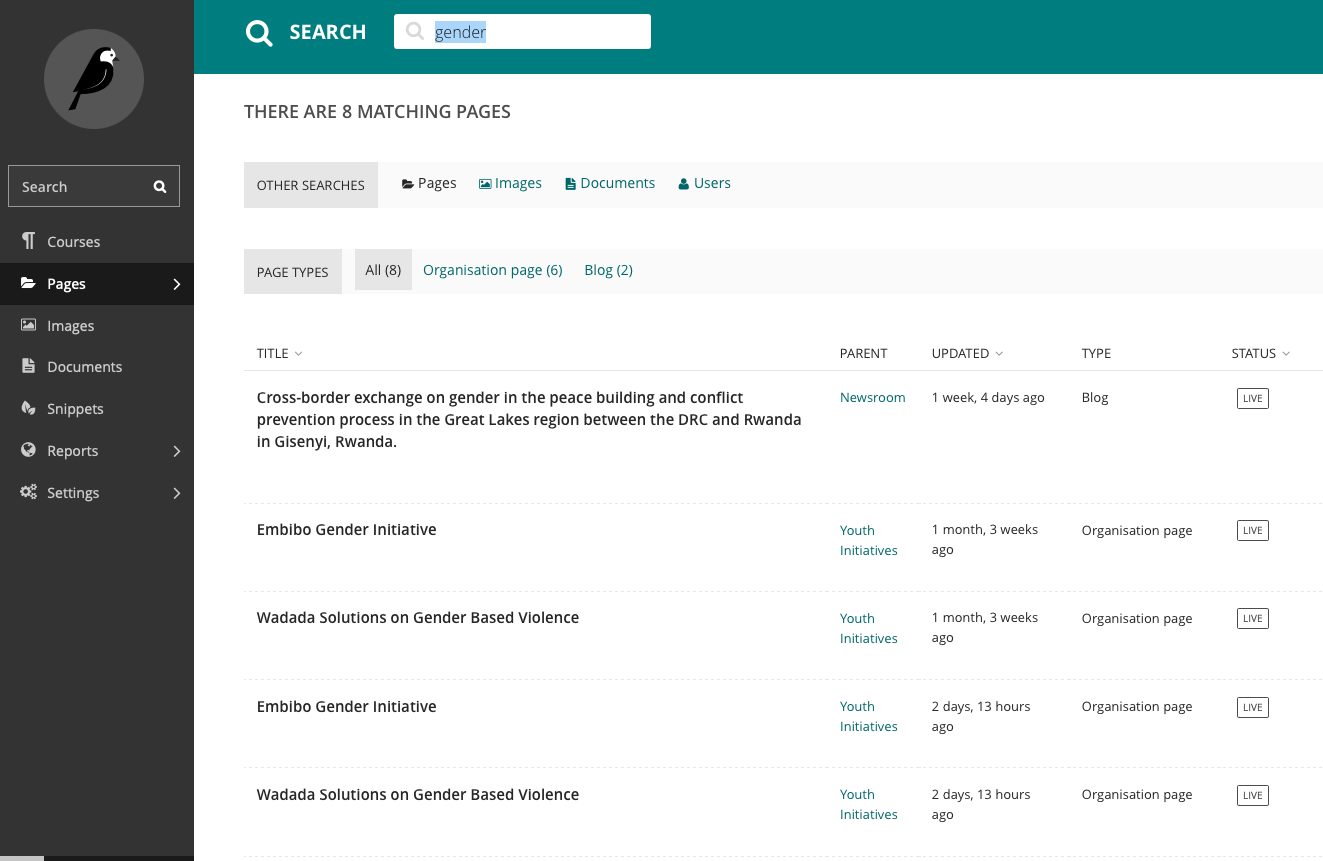 SEARCH
gender
THERE ARE 8 MATCHING PAGES
OTHER SEARCHES Pages Images Documents Users
PAGE TYPES All (8) Organisation page (6) Blog (2)
Search
Courses
Pages
Images
Documents
Snippets
Reports
Settings
TITLE PARENT UPDATED TYPE STATUS
Cross-border exchange on gender in the peace building and conflict
prevention process in the Great Lakes region between the DRC and Rwanda
in Gisenyi, Rwanda.
Newsroom
1 week, 4 days ago
Blog
LIVE
Embibo Gender Initiative
Youth
Initiatives
1 month, 3 weeks
ago
Organisation page
LIVE
Wadada Solutions on Gender Based Violence
Youth
Initiatives
1 month, 3 weeks
ago
Organisation page
LIVE
Embibo Gender Initiative
Youth
Initiatives
2 days, 13 hours
ago
Organisation page
LIVE
Wadada Solutions on Gender Based Violence
Youth
Initiatives
2 days, 13 hours
ago
Organisation page
LIVE